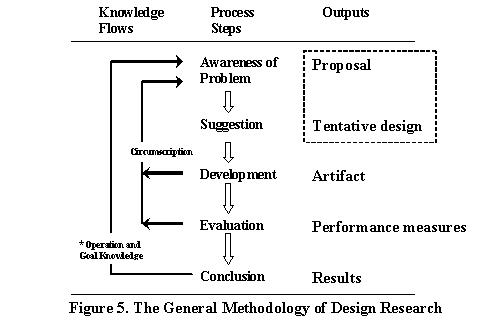 Knowledge Flows
Process Steps
Outputs
Awareness of Problem
Proposal
Suggestion
Tentative design
Circumscription
Development
Artifact
Evaluation
Performance measures
* Operation and Goal Knowledge
Conclusion
Results
Figure 5. The General Methodology of Design Research